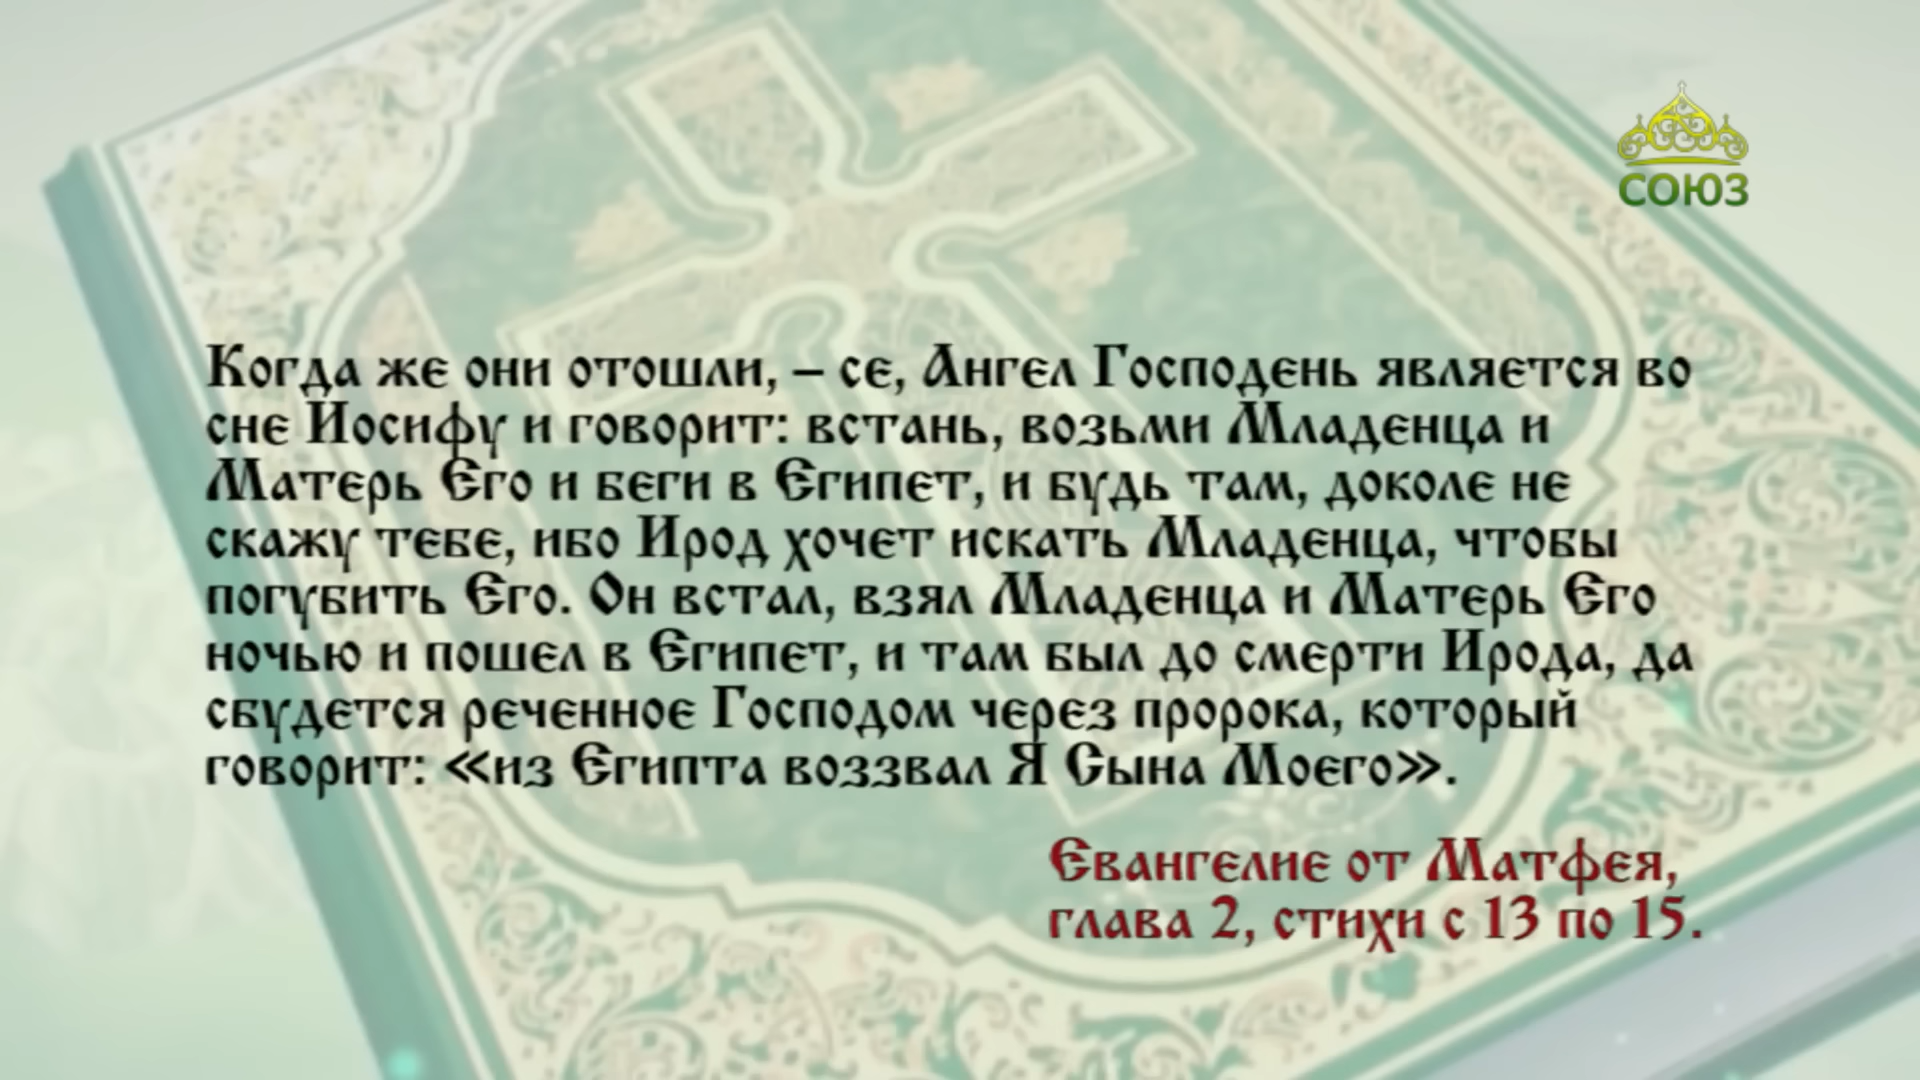 СОЮЗ
Когда же они отошли, – се, Ангел Господень является во
сне Иосифу и говорит: встань, возьми Младенца и
Матерь Его и беги в Египет, и будь там, доколе не
скажу тебе, ибо Ирод хочет искать Младенца, чтобы
погубить Его. Он встал, взял Младенца и Матерь Его
ночью и пошел в Египет, и там был до смерти Ирода, да
сбудется реченное Господом через пророка, который
говорит: «из Египта воззвал Я Сына Моего».
Евангелие от Матфея,
глава 2, стихи с 13 по 15.